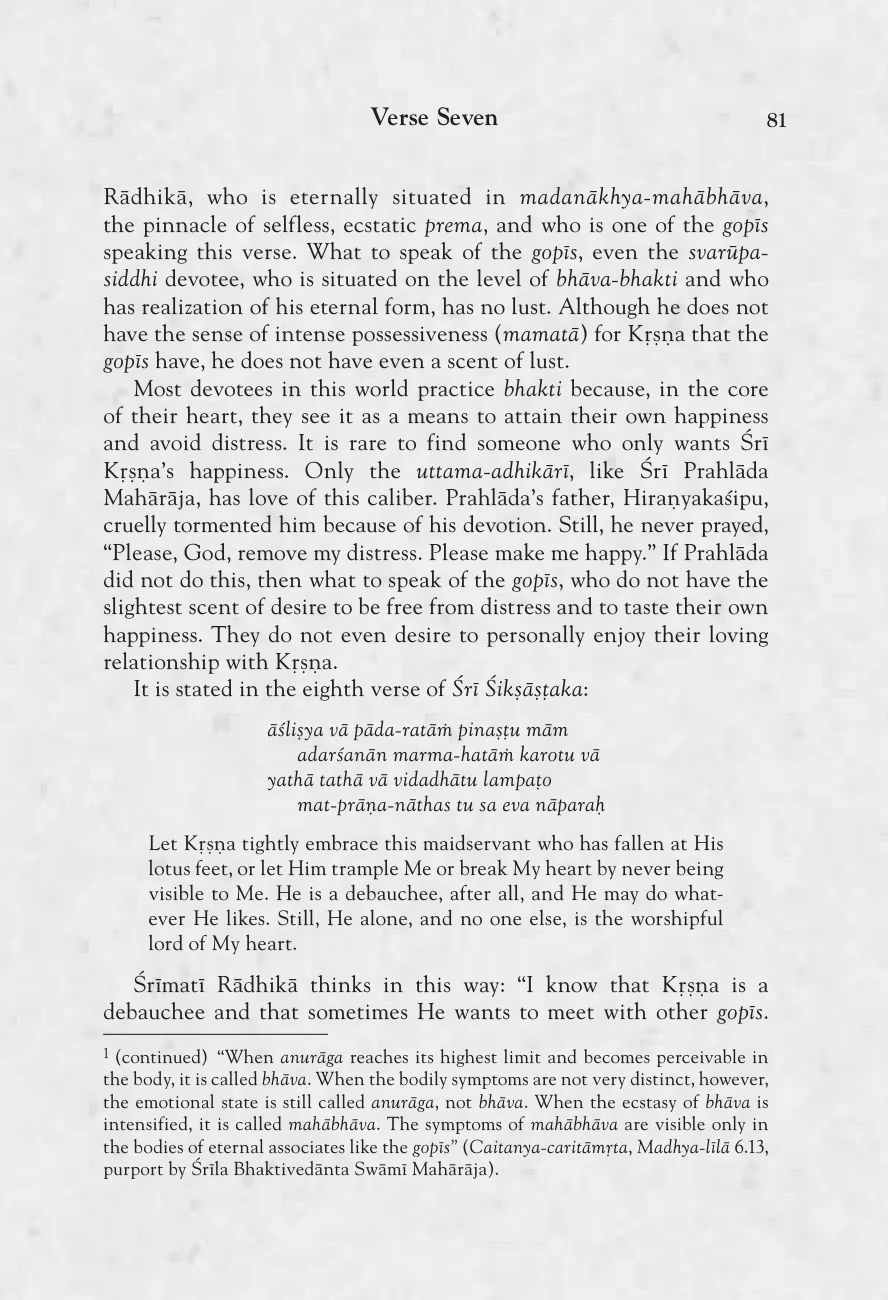 Verse Seven
81
Rādhikā, who is eternally situated in madanākhya-mahābhāva,
the pinnacle of selfless, ecstatic prema, and who is one of the gopīs
speaking this verse. What to speak of the gopīs, even the svarūpa-
siddhi devotee, who is situated on the level of bhāva-bhakti and who
has realization of his eternal form, has no lust. Although he does not
have the sense of intense possessiveness (mamatā) for Kṛṣṇa that the
gopīs have, he does not have even a scent of lust.
Most devotees in this world practice bhakti because, in the core
of their heart, they see it as a means to attain their own happiness
and avoid distress. It is rare to find someone who only wants Śrī
Kṛṣṇa’s happiness. Only the uttama-adhikārī, like Śrī Prahlāda
Mahārāja, has love of this caliber. Prahlāda’s father, Hiraṇyakaśipu,
cruelly tormented him because of his devotion. Still, he never prayed,
“Please, God, remove my distress. Please make me happy.” If Prahlāda
did not do this, then what to speak of the gopīs, who do not have the
slightest scent of desire to be free from distress and to taste their own
happiness. They do not even desire to personally enjoy their loving
relationship with Kṛṣṇa.
It is stated in the eighth verse of Śrī Śikṣāṣṭaka:
āśliṣya vā pāda-ratāṁ pinaṣṭu mām
adarśanān marma-hatāṁ karotu vā
yathā tathā vā vidadhātu lampaṭo
mat-prāṇa-nāthas tu sa eva nāparaḥ
Let Kṛṣṇa tightly embrace this maidservant who has fallen at His
lotus feet, or let Him trample Me or break My heart by never being
visible to Me. He is a debauchee, after all, and He may do what-
ever He likes. Still, He alone, and no one else, is the worshipful
lord of My heart.
Śrīmatī Rādhikā thinks in this way: “I know that Kṛṣṇa is a
debauchee and that sometimes He wants to meet with other gopīs.
1 (continued) “When anurāga reaches its highest limit and becomes perceivable in
the body, it is called bhāva. When the bodily symptoms are not very distinct, however,
the emotional state is still called anurāga, not bhāva. When the ecstasy of bhāva is
intensified, it is called mahābhāva. The symptoms of mahābhāva are visible only in
the bodies of eternal associates like the gopīs” (Caitanya-caritāmṛta, Madhya-līlā 6.13,
purport by Śrīla Bhaktivedānta Swāmī Mahārāja).